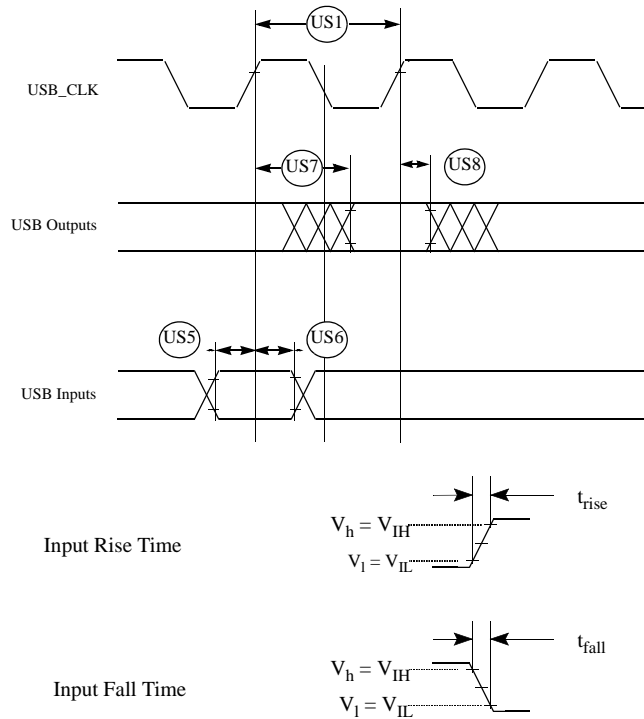 US1
USB_CLK
US7
US8
USB Outputs
US5
US6
USB Inputs
t_rise
V_h = V_IH
Input Rise Time
V_l = V_IL
t_fall
V_h = V_IH
Input Fall Time
V_l = V_IL